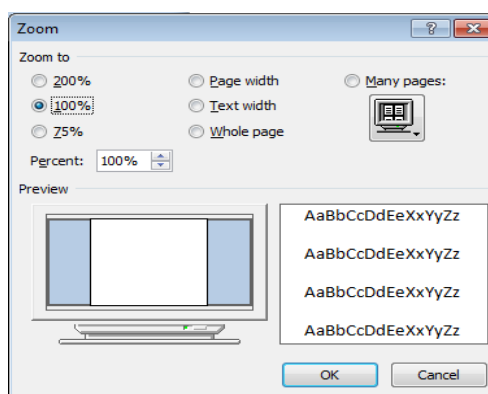 Zoom
Zoom to
200% Page width Many pages:
100% Text width
75% Whole page
Percent: 100%
Preview
AaBbCcDdEeXxYyZz
AaBbCcDdEeXxYyZz
AaBbCcDdEeXxYyZz
AaBbCcDdEeXxYyZz
OK Cancel